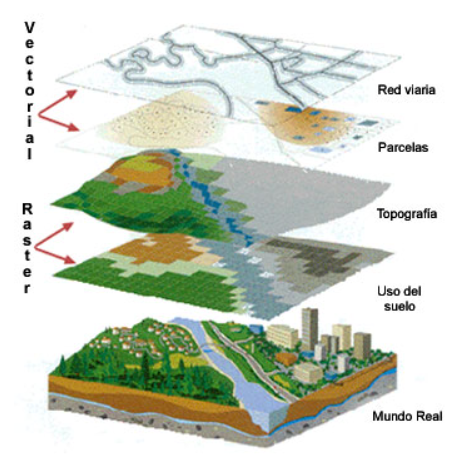 Vectorial
Red viaria
Parcelas
Raster
Topografía
Uso del
suelo
Mundo Real